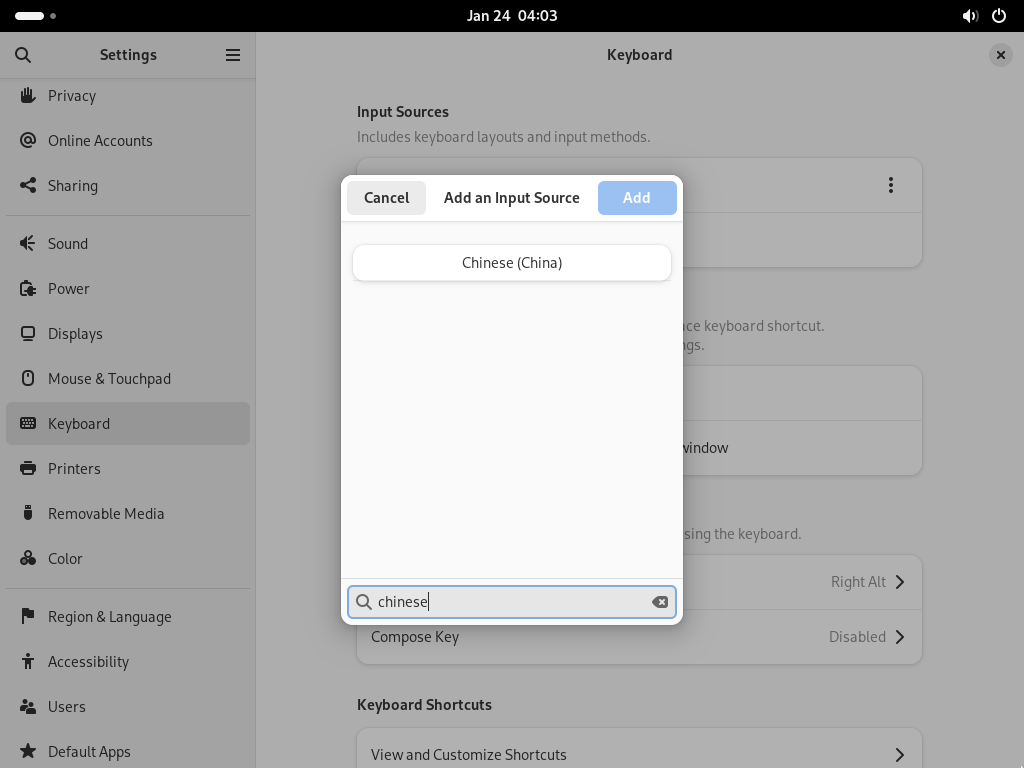 Jan 24 04:03
Settings
Keyboard
Privacy
Online Accounts
Sharing
Sound
Power
Displays
Mouse & Touchpad
Keyboard
Printers
Removable Media
Color
Region & Language
Accessibility
Users
Default Apps
Input Sources
Includes keyboard layouts and input methods.
Cancel
Add an Input Source
Add
Chinese (China)
chinese
keyboard shortcut.
window
using the keyboard.
Right Alt
Compose Key
Disabled
Keyboard Shortcuts
View and Customize Shortcuts